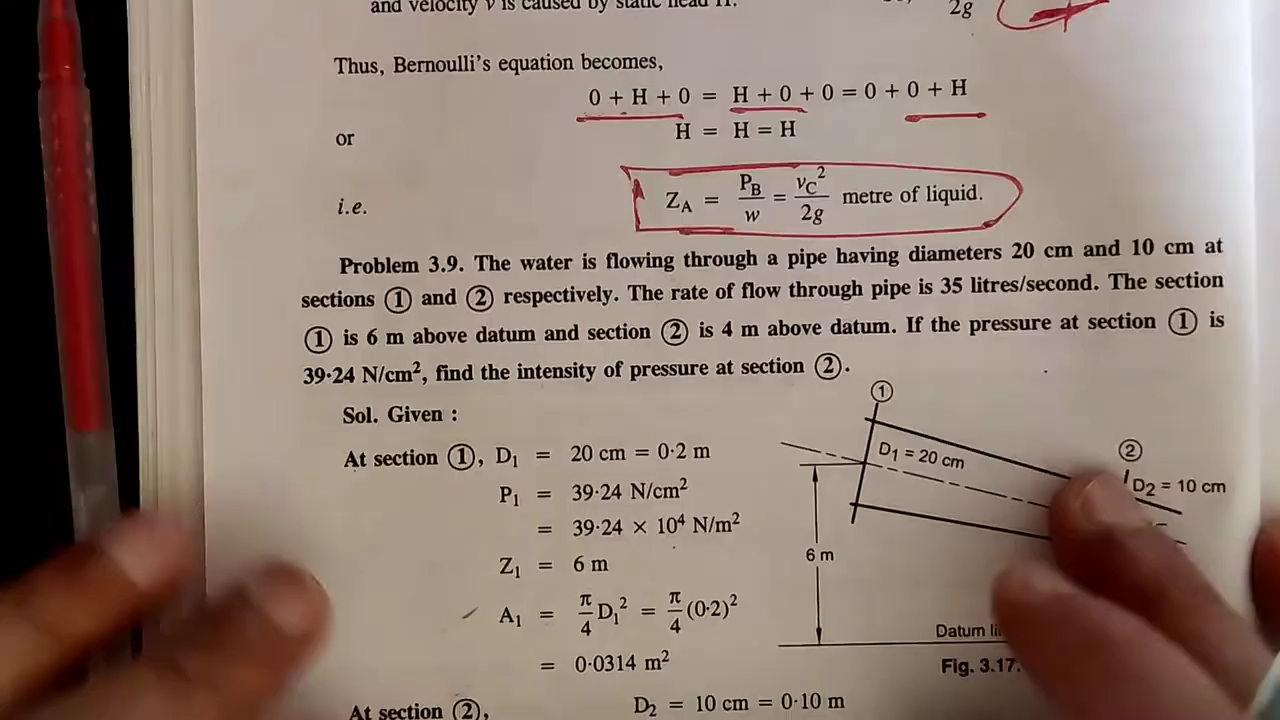 and velocity v is caused by static head H.
2g
Thus, Bernoulli's equation becomes,
0 + H + 0 = H + 0 + 0 = 0 + 0 + H
or
H = H = H
i.e.
Z_A = P_B/w = v_C²/2g metre of liquid.
Problem 3.9. The water is flowing through a pipe having diameters 20 cm and 10 cm at
sections ① and ② respectively. The rate of flow through pipe is 35 litres/second. The section
① is 6 m above datum and section ② is 4 m above datum. If the pressure at section ① is
39·24 N/cm², find the intensity of pressure at section ②.
Sol. Given :
At section ①, D₁ = 20 cm = 0·2 m
P₁ = 39·24 N/cm²
= 39·24 × 10⁴ N/m²
Z₁ = 6 m
A₁ = π/4 D₁² = π/4 (0·2)²
= 0·0314 m²
At section ②, D₂ = 10 cm = 0·10 m
①
D₁ = 20 cm
②
D₂ = 10 cm
6 m
Datum
Fig. 3.17.